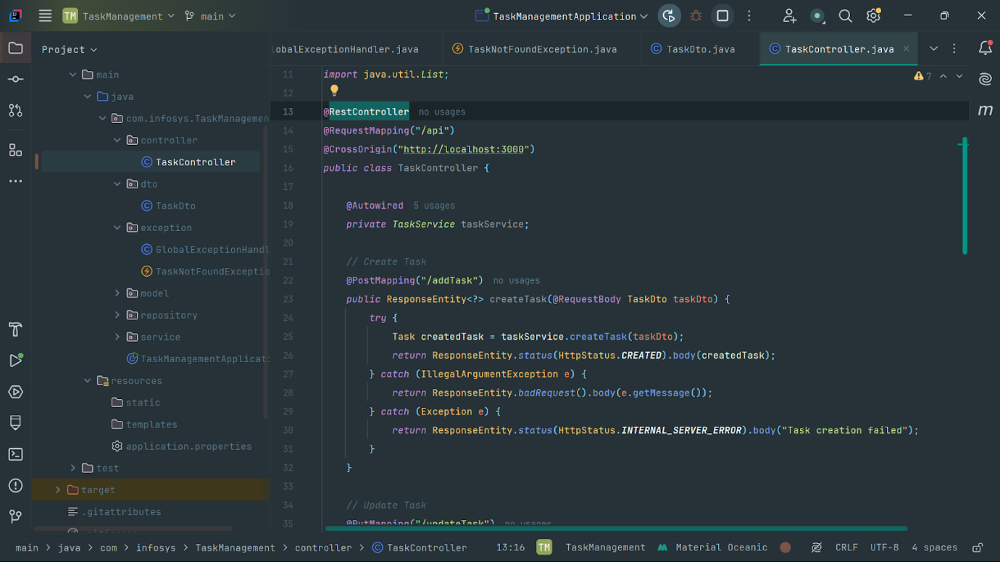 TM TaskManagement main TaskManagementApplication
Project
lobalExceptionHandler.java TaskNotFoundException.java TaskDto.java TaskController.java
main
java
com.infosys.TaskManagemen
controller
TaskController
dto
TaskDto
exception
GlobalExceptionHandl
TaskNotFoundExceptio
model
repository
service
TaskManagementApplicati
resources
static
templates
application.properties
test
target
.gitattributes
7
11 import java.util.List;
12
13 @RestController no usages
14 @RequestMapping("/api")
15 @CrossOrigin("http://localhost:3000")
16 public class TaskController {
17
18 @Autowired 5 usages
19 private TaskService taskService;
20
21 // Create Task
22 @PostMapping("/addTask") no usages
23 public ResponseEntity<?> createTask(@RequestBody TaskDto taskDto) {
24 try {
25 Task createdTask = taskService.createTask(taskDto);
26 return ResponseEntity.status(HttpStatus.CREATED).body(createdTask);
27 } catch (IllegalArgumentException e) {
28 return ResponseEntity.badRequest().body(e.getMessage());
29 } catch (Exception e) {
30 return ResponseEntity.status(HttpStatus.INTERNAL_SERVER_ERROR).body("Task creation failed");
31 }
32 }
33
34 // Update Task
35 @PutMapping("/updateTask") no usages
m
main > java > com > infosys > TaskManagement > controller > TaskController 13:16 TM TaskManagement Material Oceanic CRLF UTF-8 4 spaces